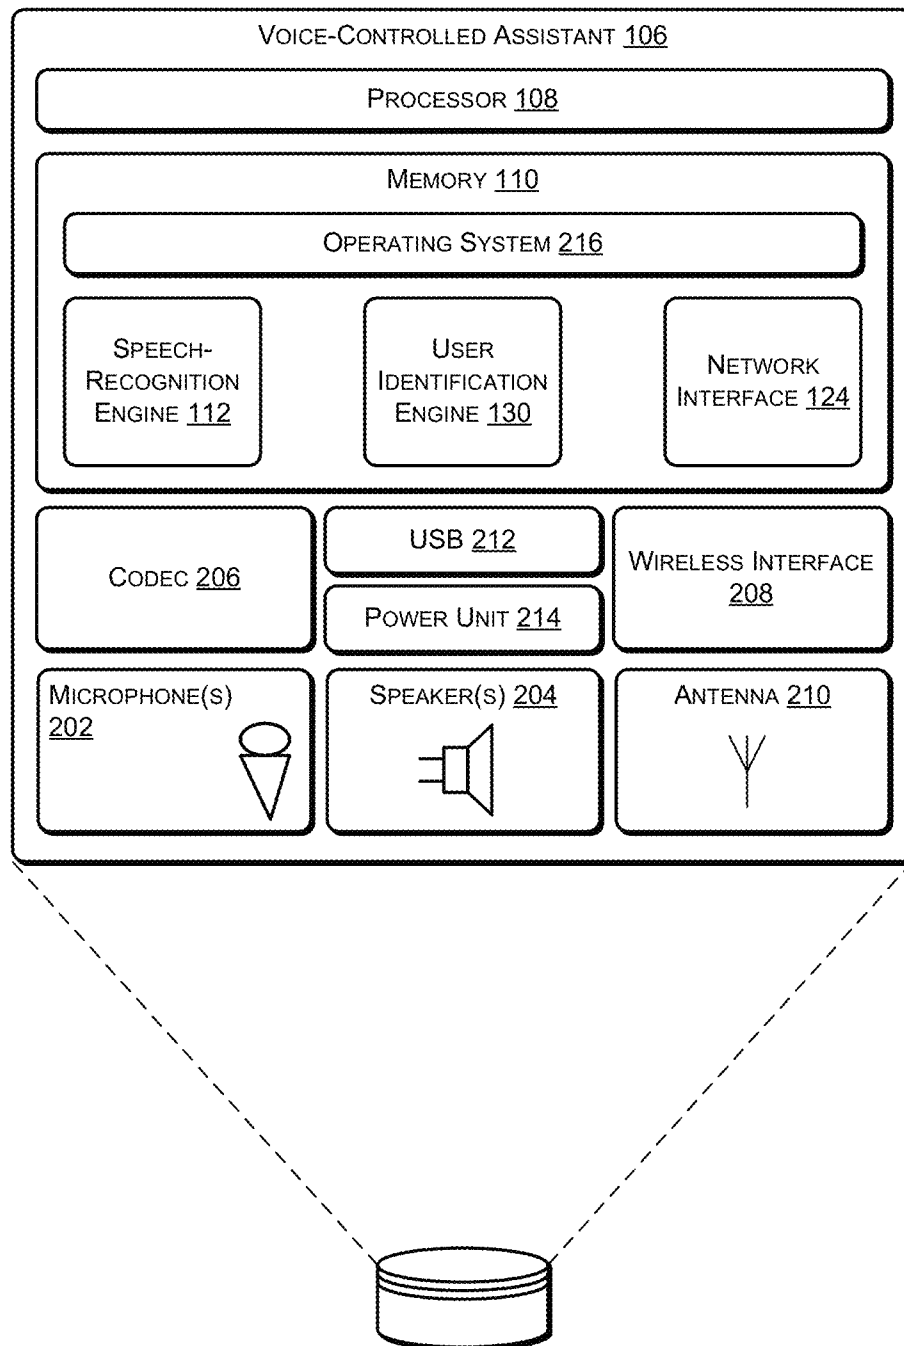 VOICE-CONTROLLED ASSISTANT 106
PROCESSOR 108
MEMORY 110
OPERATING SYSTEM 216
SPEECH-
RECOGNITION
ENGINE 112
USER
IDENTIFICATION
ENGINE 130
NETWORK
INTERFACE 124
CODEC 206
USB 212
POWER UNIT 214
WIRELESS INTERFACE
208
MICROPHONE(S)
202
SPEAKER(S) 204
ANTENNA 210